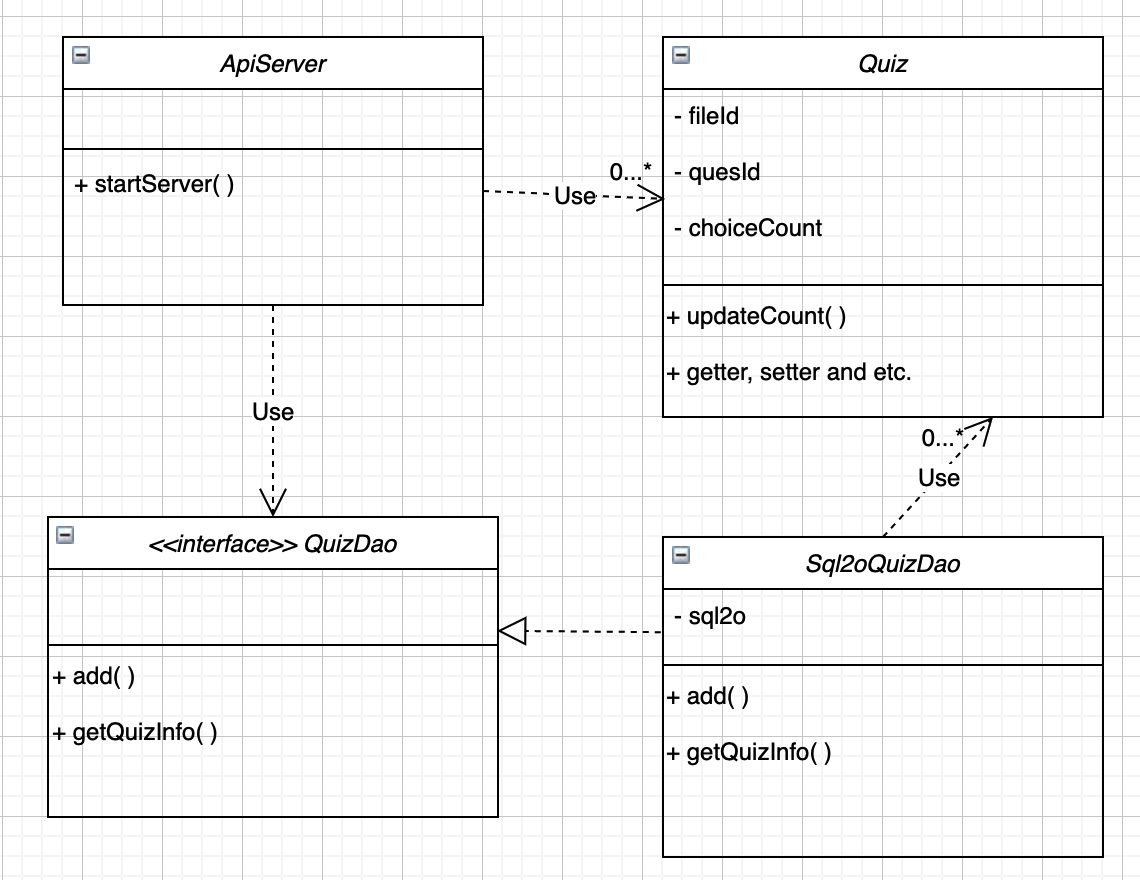 ApiServer
+ startServer( )
Use
0...*
Quiz
- fileId
- quesId
- choiceCount
+ updateCount( )
+ getter, setter and etc.
Use
0...*
Use
<<interface>> QuizDao
+ add( )
+ getQuizInfo( )
Sql2oQuizDao
- sql2o
+ add( )
+ getQuizInfo( )